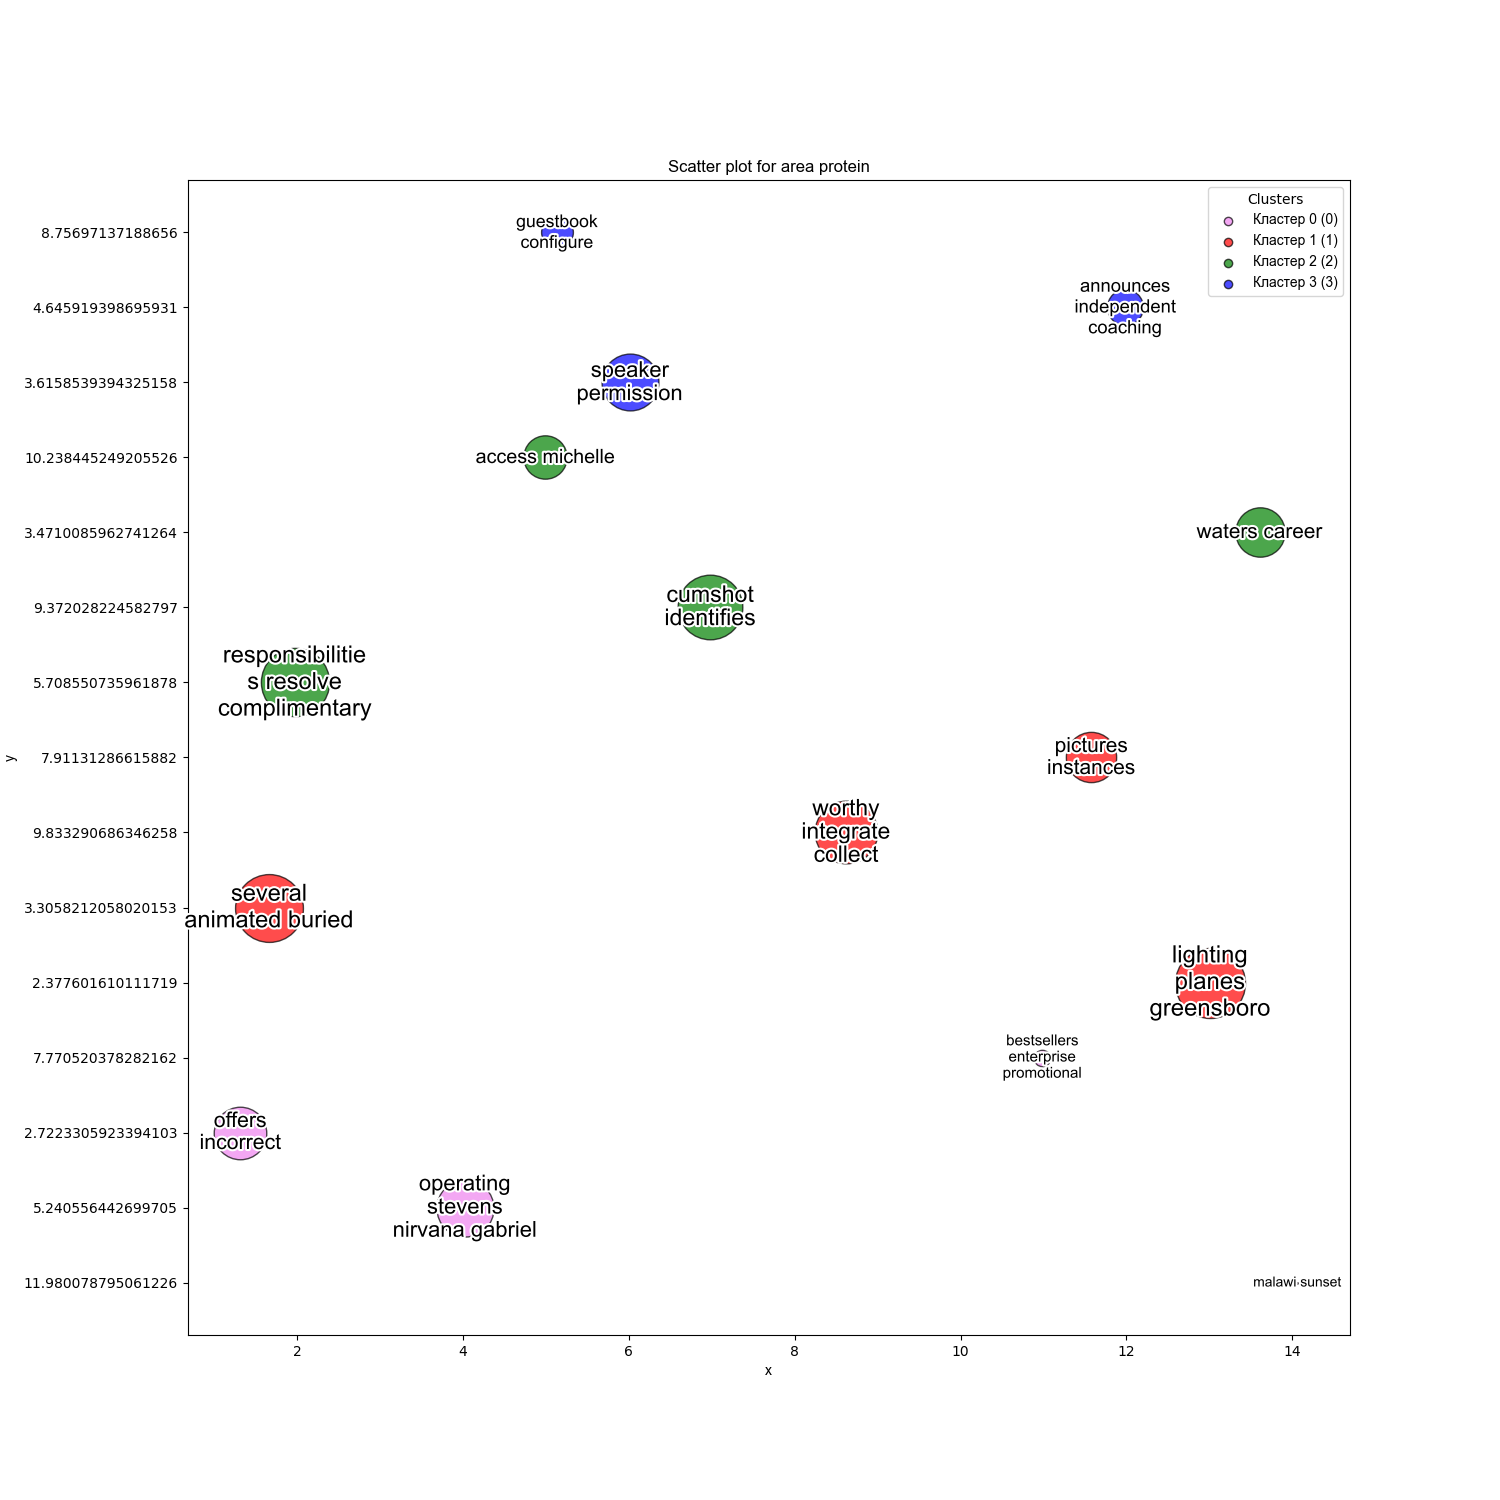 Scatter plot for area protein
Clusters
Кластер 0 (0)
Кластер 1 (1)
Кластер 2 (2)
Кластер 3 (3)
8.75697137188656
4.645919398695931
3.6158539394325158
10.238445249205526
3.4710085962741264
9.372028224582797
5.708550735961878
7.91131286615882
9.833290686346258
3.3058212058020153
2.377601610111719
7.770520378282162
2.7223305923394103
5.240556442699705
11.980078795061226
y
guestbook
configure
announces
independent
coaching
speaker
permission
access michelle
waters career
cumshot
identifies
responsibilitie
s resolve
complimentary
pictures
instances
worthy
integrate
collect
several
animated buried
lighting
planes
greensboro
bestsellers
enterprise
promotional
offers
incorrect
operating
stevens
nirvana gabriel
malawi sunset
2 4 6 8 10 12 14
x